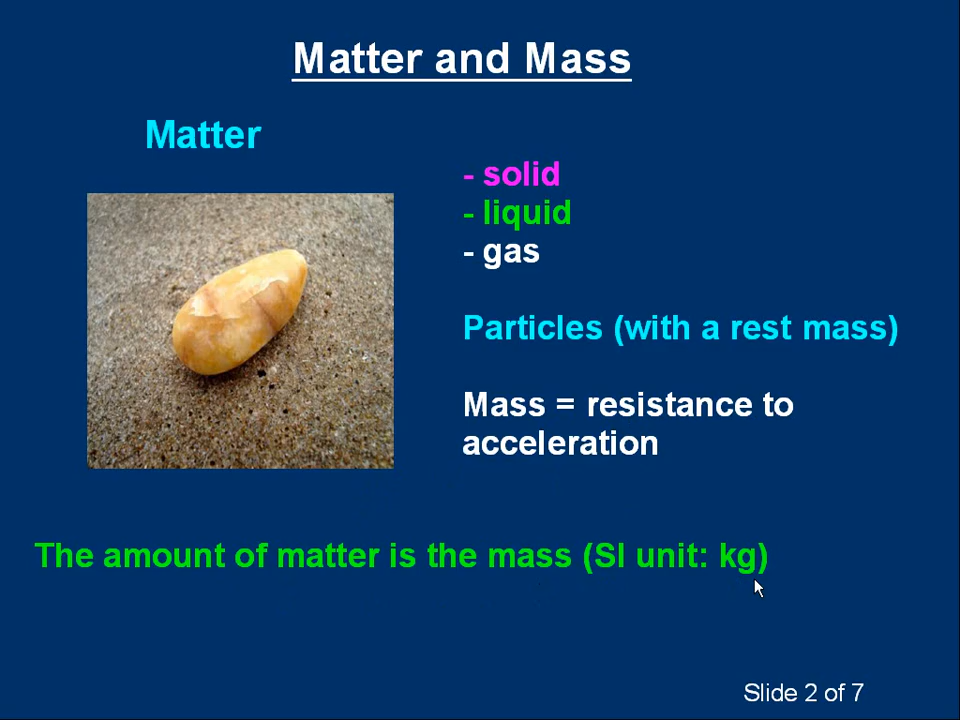 Matter and Mass
Matter
- solid
- liquid
- gas
Particles (with a rest mass)
Mass = resistance to
acceleration
The amount of matter is the mass (SI unit: kg)
Slide 2 of 7